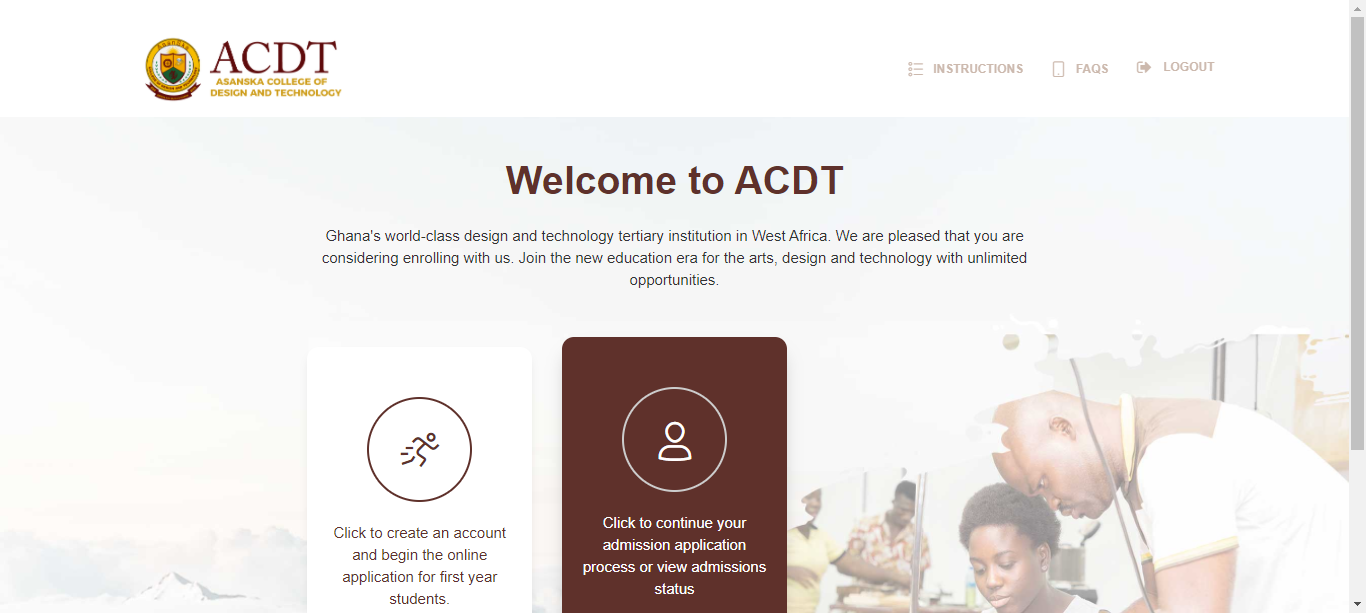 Asanska
ACDT
ASANSKA COLLEGE OF
DESIGN AND TECHNOLOGY
INSTRUCTIONS
FAQS
LOGOUT
Welcome to ACDT
Ghana's world-class design and technology tertiary institution in West Africa. We are pleased that you are
considering enrolling with us. Join the new education era for the arts, design and technology with unlimited
opportunities.
Click to create an account
and begin the online
application for first year
students.
Click to continue your
admission application
process or view admissions
status